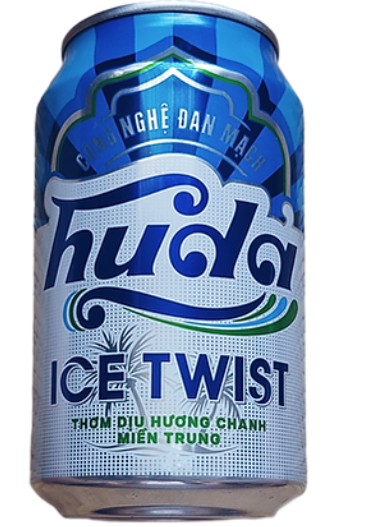 CÔNG NGHỆ ĐAN MẠCH
huda
ICE TWIST
THƠM DỊU HƯƠNG CHANH
MIỀN TRUNG